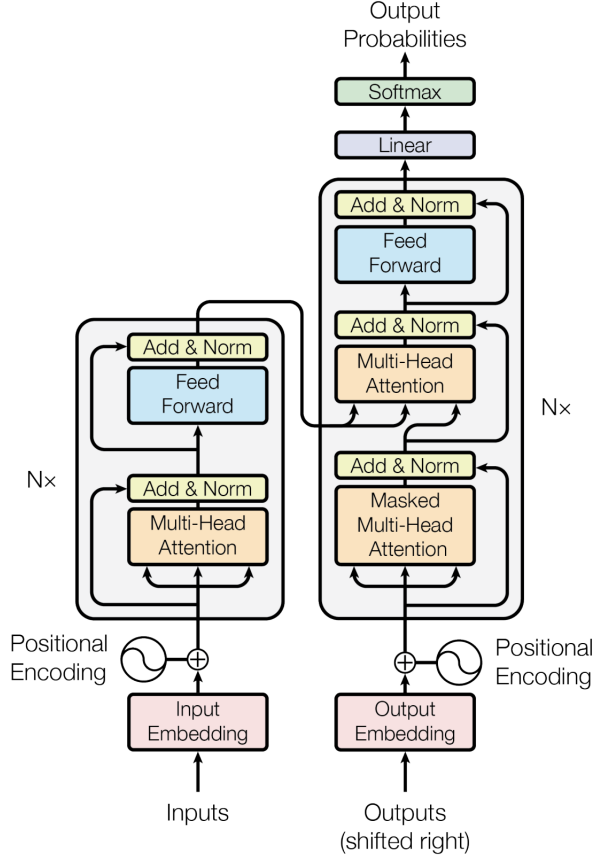 Output
Probabilities
Softmax
Linear
Add & Norm
Feed
Forward
Add & Norm
Multi-Head
Attention
Add & Norm
Masked
Multi-Head
Attention
N×
Add & Norm
Feed
Forward
Add & Norm
Multi-Head
Attention
N×
Positional
Encoding
Positional
Encoding
Input
Embedding
Output
Embedding
Inputs
Outputs
(shifted right)